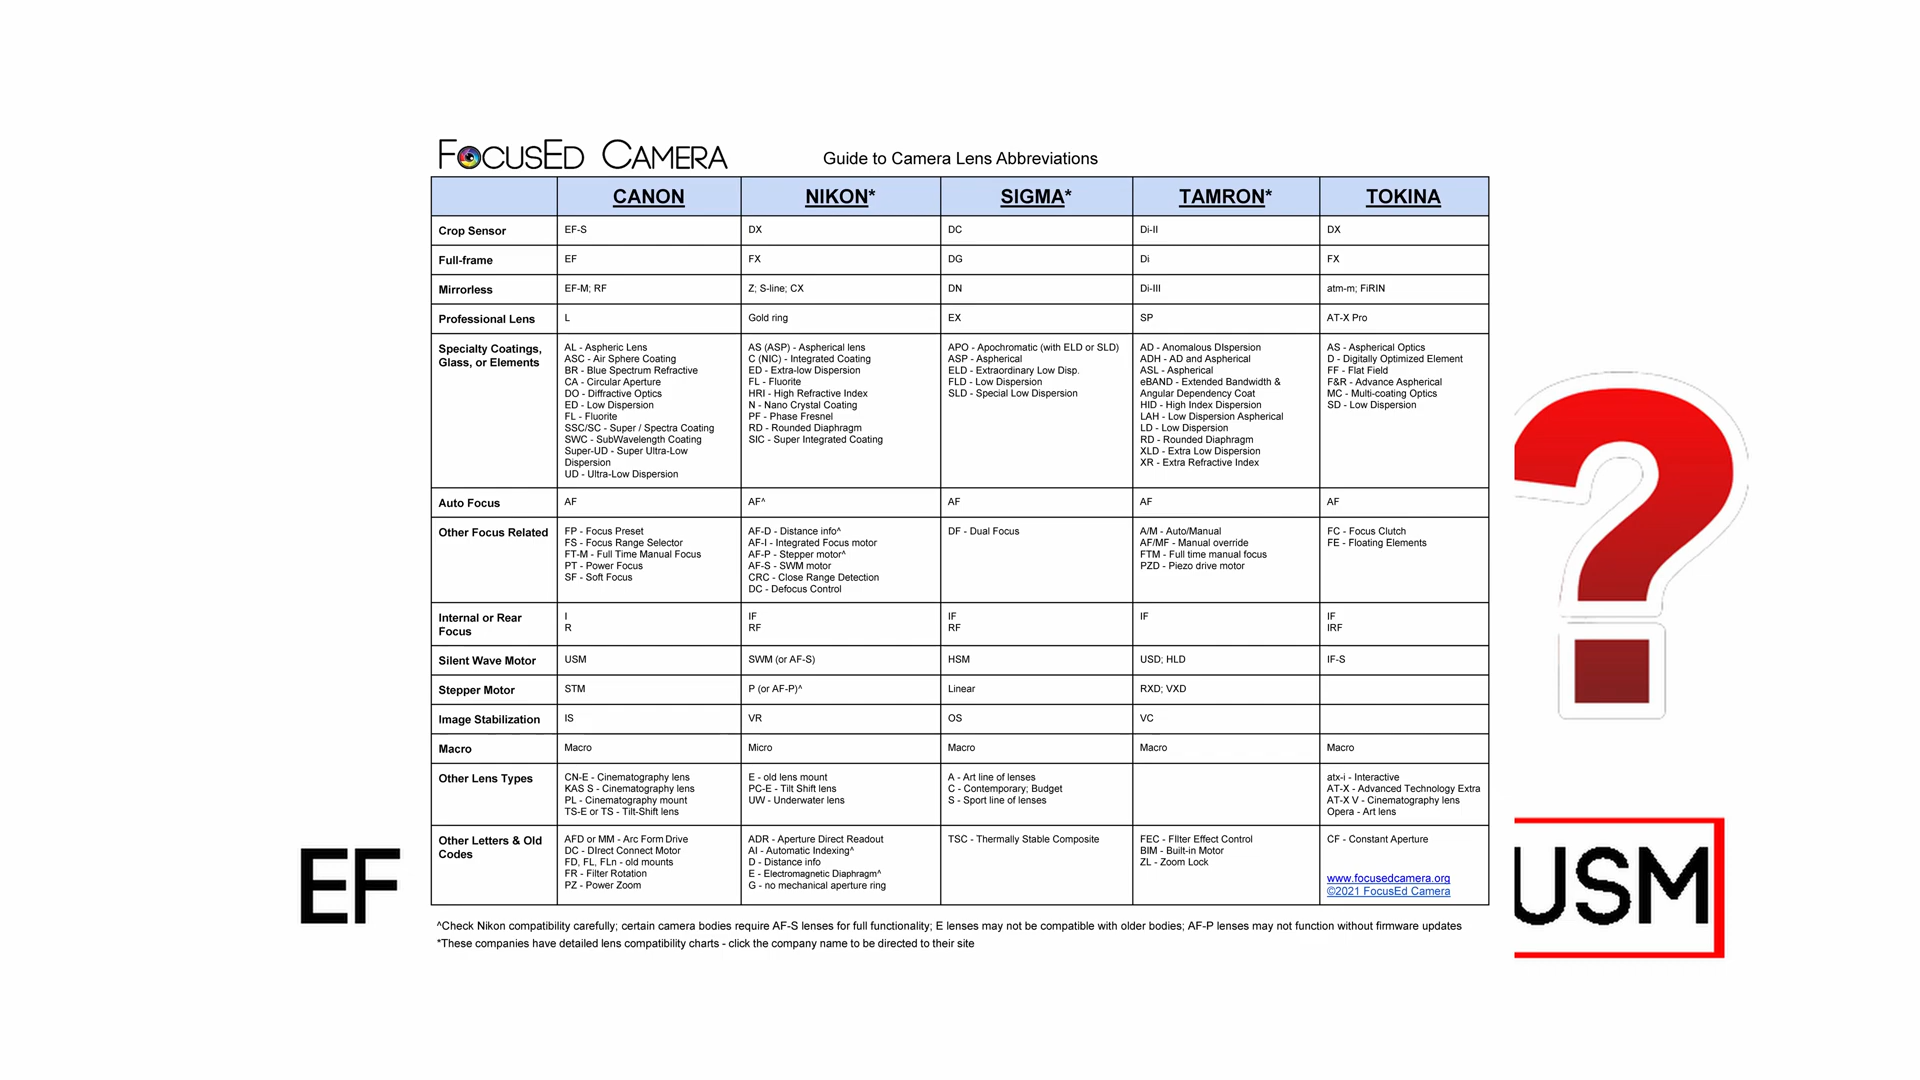 FOCUSED CAMERA
Guide to Camera Lens Abbreviations
CANON
NIKON*
SIGMA*
TAMRON*
TOKINA
Crop Sensor
EF-S
DX
DC
Di-II
DX
Full-frame
EF
FX
DG
Di
FX
Mirrorless
EF-M; RF
Z; S-line; CX
DN
Di-III
atm-m; FiRIN
Professional Lens
L
Gold ring
EX
SP
AT-X Pro
Specialty Coatings,
Glass, or Elements
AL - Aspheric Lens
ASC - Air Sphere Coating
BR - Blue Spectrum Refractive
CA - Circular Aperture
DO - Diffractive Optics
ED - Low Dispersion
FL - Fluorite
SSC/SC - Super / Spectra Coating
SWC - SubWavelength Coating
Super-UD - Super Ultra-Low
Dispersion
UD - Ultra-Low Dispersion
AS (ASP) - Aspherical lens
C (NIC) - Integrated Coating
ED - Extra-low Dispersion
FL - Fluorite
HRI - High Refractive Index
N - Nano Crystal Coating
PF - Phase Fresnel
RD - Rounded Diaphragm
SIC - Super Integrated Coating
APO - Apochromatic (with ELD or SLD)
ASP - Aspherical
ELD - Extraordinary Low Disp.
FLD - Low Dispersion
SLD - Special Low Dispersion
AD - Anomalous DIspersion
ADH - AD and Aspherical
ASL - Aspherical
eBAND - Extended Bandwidth &
Angular Dependency Coat
HID - High Index Dispersion
LAH - Low Dispersion Aspherical
LD - Low Dispersion
RD - Rounded Diaphragm
XLD - Extra Low Dispersion
XR - Extra Refractive Index
AS - Aspherical Optics
D - Digitally Optimized Element
FF - Flat Field
F&R - Advance Aspherical
MC - Multi-coating Optics
SD - Low Dispersion
Auto Focus
AF
AF^
AF
AF
AF
Other Focus Related
FP - Focus Preset
FS - Focus Range Selector
FT-M - Full Time Manual Focus
PT - Power Focus
SF - Soft Focus
AF-D - Distance info^
AF-I - Integrated Focus motor
AF-P - Stepper motor^
AF-S - SWM motor
CRC - Close Range Detection
DC - Defocus Control
DF - Dual Focus
A/M - Auto/Manual
AF/MF - Manual override
FTM - Full time manual focus
PZD - Piezo drive motor
FC - Focus Clutch
FE - Floating Elements
Internal or Rear
Focus
I
R
IF
RF
IF
RF
IF
IF
IRF
Silent Wave Motor
USM
SWM (or AF-S)
HSM
USD; HLD
IF-S
Stepper Motor
STM
P (or AF-P)^
Linear
RXD; VXD
Image Stabilization
IS
VR
OS
VC
Macro
Macro
Micro
Macro
Macro
Macro
Other Lens Types
CN-E - Cinematography lens
KAS S - Cinematography lens
PL - Cinematography mount
TS-E or TS - Tilt-Shift lens
E - old lens mount
PC-E - Tilt Shift lens
UW - Underwater lens
A - Art line of lenses
C - Contemporary; Budget
S - Sport line of lenses
atx-i - Interactive
AT-X - Advanced Technology Extra
AT-X V - Cinematography lens
Opera - Art lens
Other Letters & Old
Codes
AFD or MM - Arc Form Drive
DC - DIrect Connect Motor
FD, FL, FLn - old mounts
FR - Filter Rotation
PZ - Power Zoom
ADR - Aperture Direct Readout
AI - Automatic Indexing^
D - Distance info
E - Electromagnetic Diaphragm^
G - no mechanical aperture ring
TSC - Thermally Stable Composite
FEC - FIlter Effect Control
BIM - Built-in Motor
ZL - Zoom Lock
CF - Constant Aperture
www.focusedcamera.org
©2021 FocusEd Camera
^Check Nikon compatibility carefully; certain camera bodies require AF-S lenses for full functionality; E lenses may not be compatible with older bodies; AF-P lenses may not function without firmware updates
*These companies have detailed lens compatibility charts - click the company name to be directed to their site
EF
USM
?